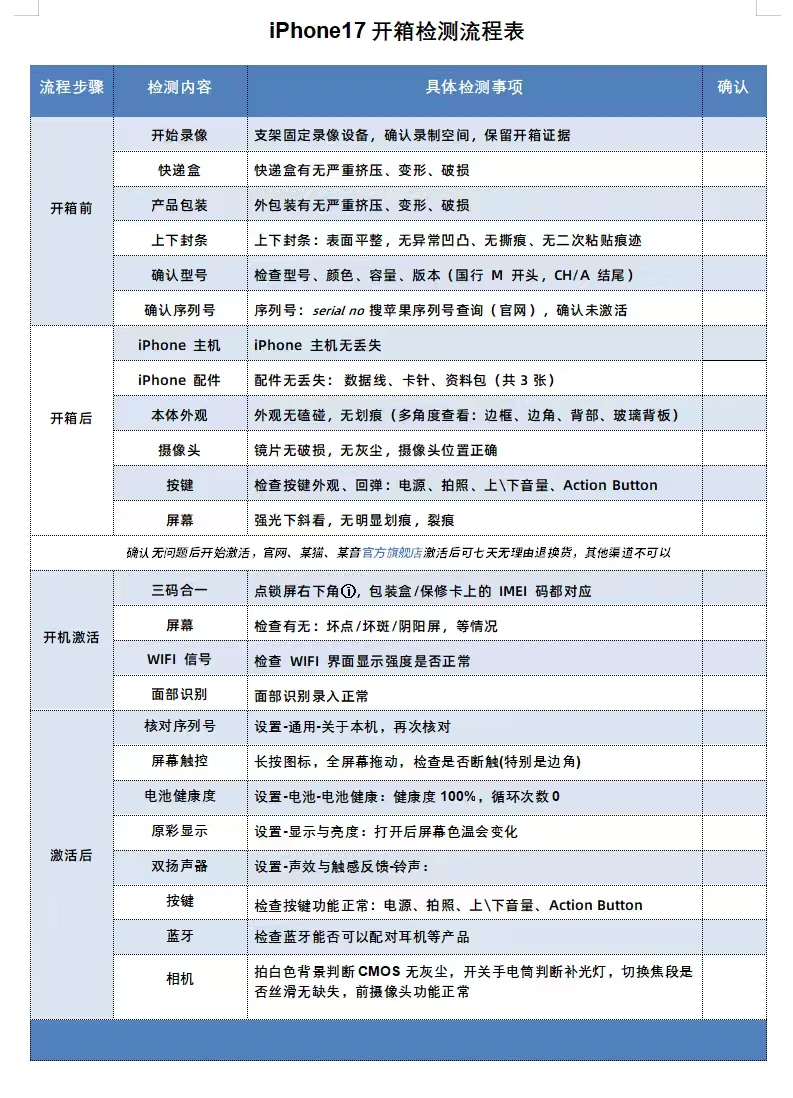 iPhone17 开箱检测流程表
流程步骤 检测内容 具体检测事项 确认
开箱前
开始录像 支架固定录像设备，确认录制空间，保留开箱证据
快递盒 快递盒有无严重挤压、变形、破损
产品包装 外包装有无严重挤压、变形、破损
上下封条 上下封条：表面平整，无异常凹凸、无撕痕、无二次粘贴痕迹
确认型号 检查型号、颜色、容量、版本（国行 M 开头，CH/A 结尾）
确认序列号 序列号：serial no 搜苹果序列号查询（官网），确认未激活
开箱后
iPhone 主机 iPhone 主机无丢失
iPhone 配件 配件无丢失： 数据线、卡针、资料包（共 3 张）
本体外观 外观无磕碰，无划痕（多角度查看：边框、边角、背部、玻璃背板）
摄像头 镜片无破损，无灰尘，摄像头位置正确
按键 检查按键外观、回弹：电源、拍照、上\下音量、Action Button
屏幕 强光下斜看，无明显划痕，裂痕
确认无问题后开始激活，官网、某猫、某音官方旗舰店激活后可七天无理由退换货，其他渠道不可以
开机激活
三码合一 点锁屏右下角ⓘ，包装盒/保修卡上的 IMEI 码都对应
屏幕 检查有无：坏点/坏斑/阴阳屏，等情况
WIFI 信号 检查 WIFI 界面显示强度是否正常
面部识别 面部识别录入正常
激活后
核对序列号 设置-通用-关于本机，再次核对
屏幕触控 长按图标，全屏幕拖动，检查是否断触(特别是边角)
电池健康度 设置-电池-电池健康：健康度 100%，循环次数 0
原彩显示 设置-显示与亮度：打开后屏幕色温会变化
双扬声器 设置-声效与触感反馈-铃声：
按键 检查按键功能正常：电源、拍照、上\下音量、Action Button
蓝牙 检查蓝牙能否可以配对耳机等产品
相机 拍白色背景判断 CMOS 无灰尘，开关手电筒判断补光灯，切换焦段是
否丝滑无缺失，前摄像头功能正常